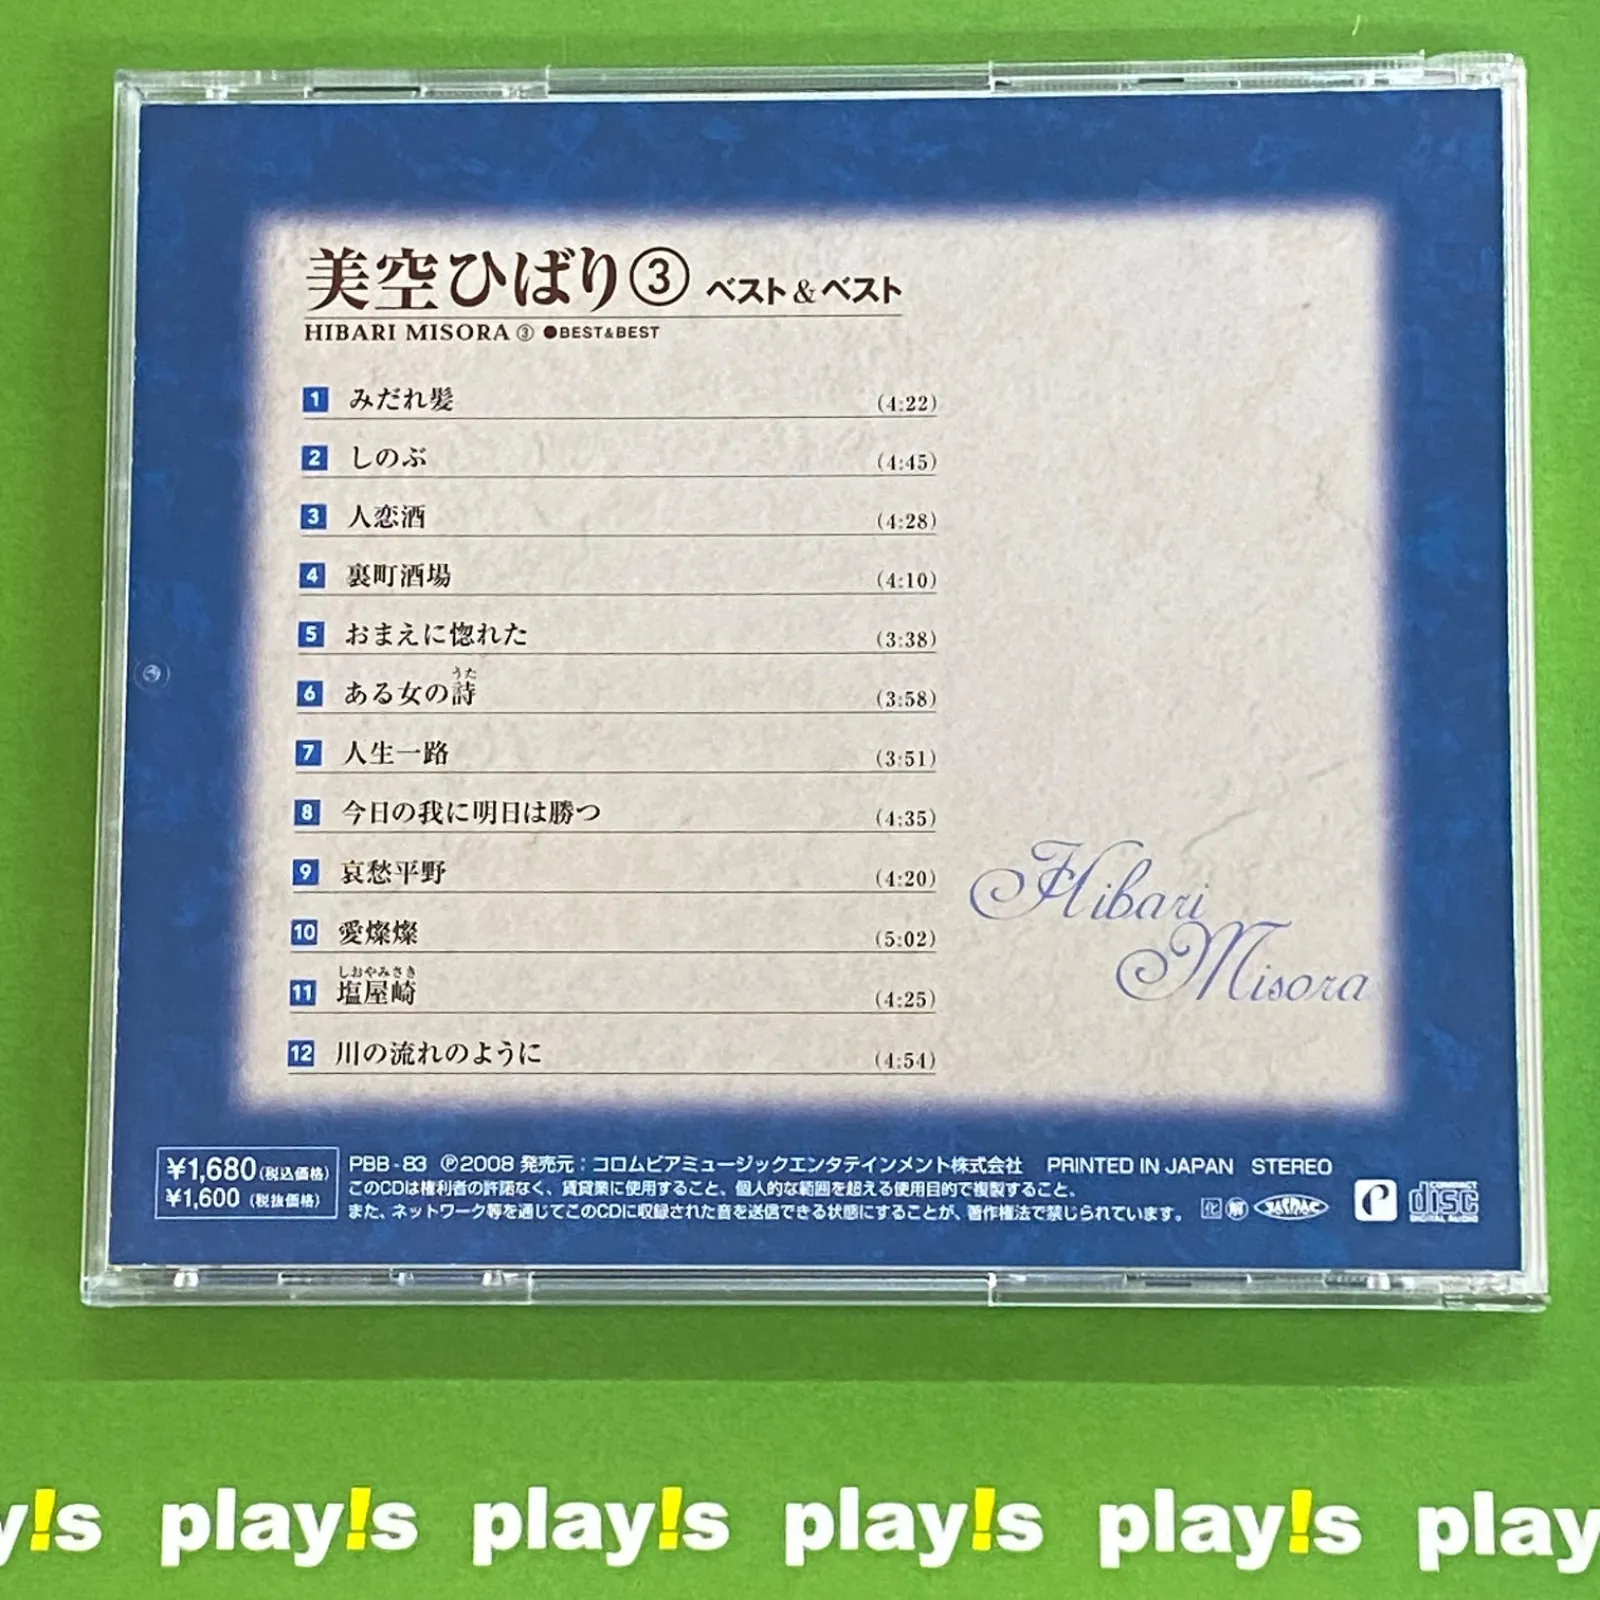 美空ひばり③ ベスト&ベスト
HIBARI MISORA③ ●BEST&BEST
1 みだれ髪 (4:22)
2 しのぶ (4:45)
3 人恋酒 (4:28)
4 裏町酒場 (4:10)
5 おまえに惚れた (3:38)
うた
6 ある女の詩 (3:58)
7 人生一路 (3:51)
8 今日の我に明日は勝つ (4:35)
9 哀愁平野 (4:20)
10 愛燦燦 (5:02)
しおやみさき
11 塩屋崎 (4:25)
12 川の流れのように (4:54)
Hibari
Misora
¥1,680(税込価格)
¥1,600(税抜価格)
PBB-83 Ⓟ2008 発売元:コロムビアミュージックエンタテインメント株式会社 PRINTED IN JAPAN STEREO
このCDは権利者の許諾なく、賃貸業に使用すること、個人的な範囲を超える使用目的で複製すること、
また、ネットワーク等を通じてこのCDに収録された音を送信できる状態にすることが、著作権法で禁じられています。
化 解 JASRAC
COMPACT
disc
DIGITAL AUDIO
y!s play!s play!s play!s play!s play